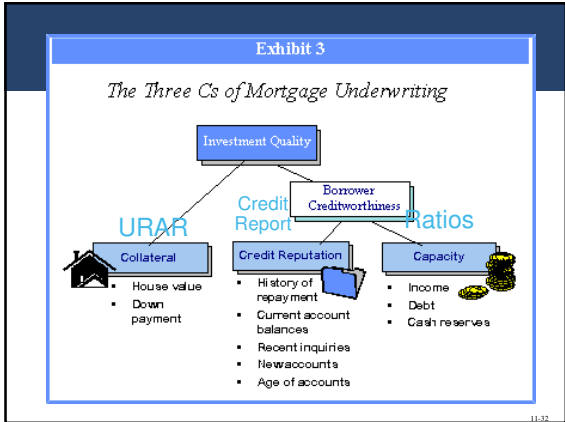 Exhibit 3
The Three Cs of Mortgage Underwriting
Investment Quality
Borrower
Creditworthiness
URAR
Credit
Report
Ratios
Collateral
• House value
• Down
payment
Credit Reputation
• History of
repayment
• Current account
balances
• Recent inquiries
• New accounts
• Age of accounts
Capacity
• Income
• Debt
• Cash reserves
11-32